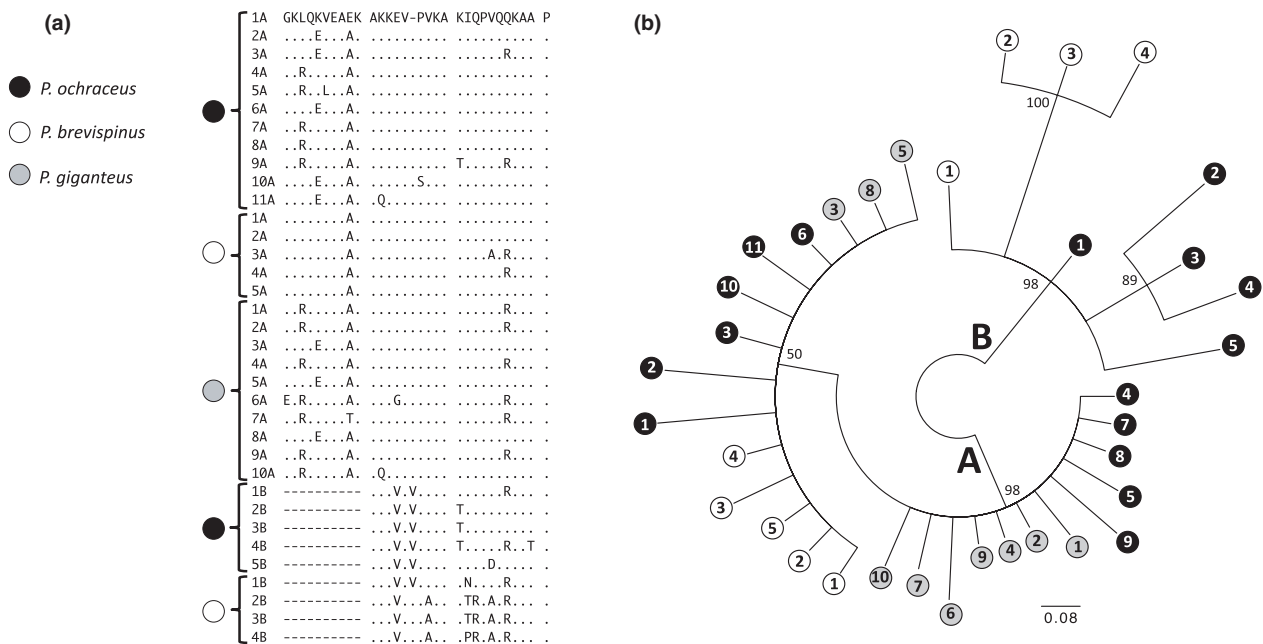 (a)
P. ochraceus
P. brevispinus
P. giganteus
1A GKLQKVEAEK AKKEV-PVKA KIQPVQQKAA P
2A ....E...A. .......... .......... .
3A ....E...A. .......... ......R... .
4A ..R....... .......... .......... .
5A ..R..L..A. .......... .......... .
6A ....E...A. .......... .......... .
7A ..R.....A. .......... .......... .
8A ..R.....A. .......... .......... .
9A ..R.....A. .......... T.....R... .
10A ....E...A. ......S... .......... .
11A ....E...A. .Q........ .......... .
1A ........A. .......... .......... .
2A ........A. .......... .......... .
3A ........A. .......... ....A.R... .
4A ........A. .......... ......R... .
5A ........A. .......... .......... .
1A ..R.....A. .......... ......R... .
2A ..R.....A. .......... ......R... .
3A ....E...A. .......... .......... .
4A ..R.....A. .......... ......R... .
5A ....E...A. .......... .......... .
6A E.R.....A. ...G...... ......R... .
7A ..R.....T. .......... ......R... .
8A ....E...A. .......... .......... .
9A ..R.....A. .......... ......R... .
10A ..R.....A. .Q........ .......... .
1B ---------- ...V.V.... ......R... .
2B ---------- ...V.V.... T......... .
3B ---------- ...V.V.... T......... .
4B ---------- ...V.V.... T.....R..T .
5B ---------- ...V.V.... ....D..... .
1B ---------- ...V.V.... .N....R... .
2B ---------- ...V...A.. .TR.A.R... .
3B ---------- ...V...A.. .TR.A.R... .
4B ---------- ...V...A.. .PR.A.R... .
(b)
2
3
4
100
1
1
98
2
3
89
4
5
B
A
5
8
3
6
11
10
3
50
2
1
4
3
5
2
1
10
7
6
9
4
2
1
98
4
7
8
5
9
0.08